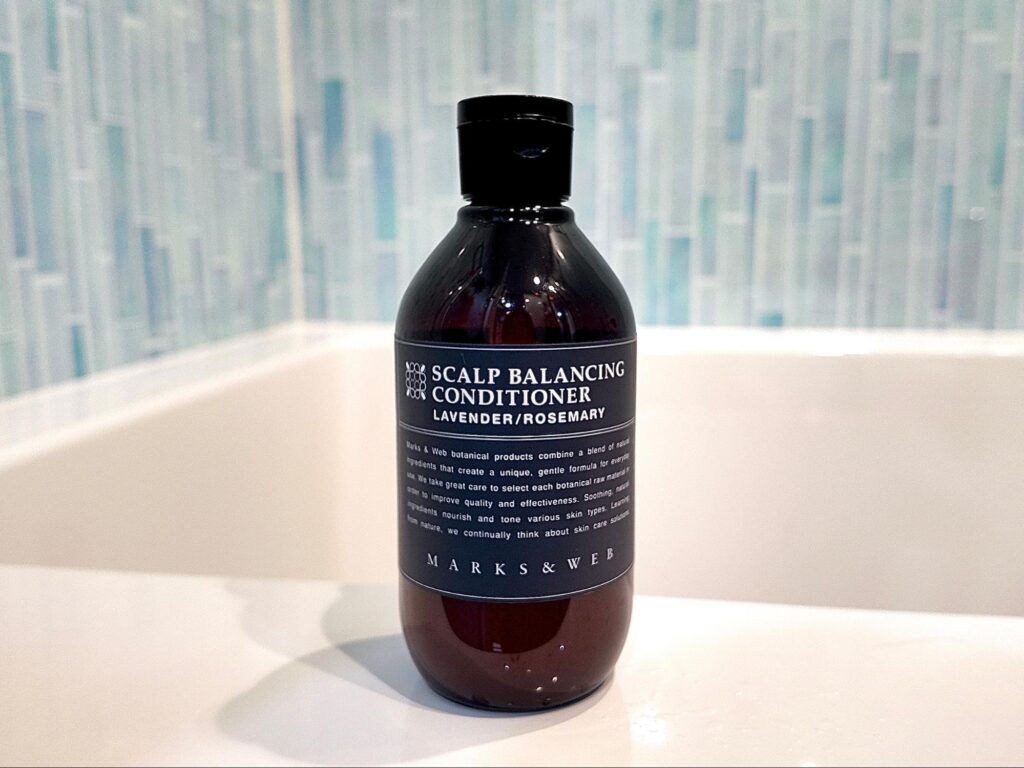 SCALP BALANCING
CONDITIONER
LAVENDER/ROSEMARY
Marks & Web botanical products combine a blend of natural
ingredients that create a unique, gentle formula for everyday
use. We take great care to select each botanical raw material in
order to improve quality and effectiveness. Soothing, natural
ingredients nourish and tone various skin types. Learning
from nature, we continually think about skin care solutions.
MARKS&WEB